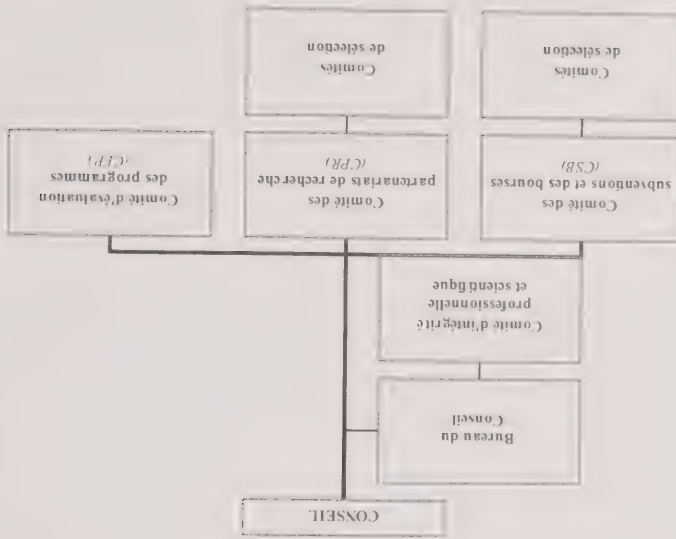 CONSEIL
Bureau du
Conseil
Comité d'intégrité
professionnelle
et scientifique
Comité des
subventions et des bourses
(CSB)
Comité des
partenariats de recherche
(CPR)
Comité d'évaluation
des programmes
(CEP)
Comités
de sélection
Comités
de sélection